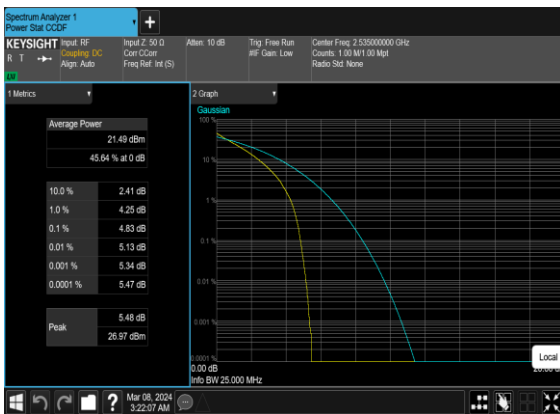 Spectrum Analyzer 1
Power Stat CCDF
KEYSIGHT
R T
Input: RF
Coupling: DC
Align: Auto
Input Z: 50 Ω
Corr CCorr
Freq Ref: Int (S)
Atten: 10 dB
Trig: Free Run
#IF Gain: Low
Center Freq: 2.535000000 GHz
Counts: 1.00 M/1.00 Mpt
Radio Std: None
1 Metrics
2 Graph
Average Power
21.49 dBm
45.64 % at 0 dB
10.0 % 2.41 dB
1.0 % 4.25 dB
0.1 % 4.83 dB
0.01 % 5.13 dB
0.001 % 5.34 dB
0.0001 % 5.47 dB
Peak
5.48 dB
26.97 dBm
Gaussian
100 %
10 %
1 %
0.1 %
0.01 %
0.001 %
0.0001 %
0.00 dB
Info BW 25.000 MHz
Local
Mar 08, 2024
3:22:07 AM